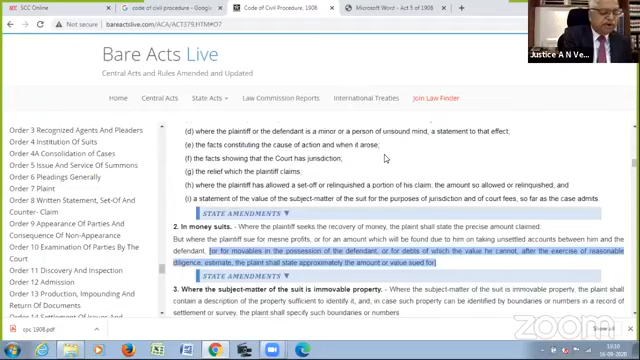 SCC Online
code of civil procedure - Google
Code of Civil Procedure, 1908
Microsoft Word - Act 5 of 1908
Not secure | bareactslive.com/ACA/ACT379.HTM#O7
Bare Acts Live
Central Acts and Rules Amended and Updated
Home Central Acts State Acts Law Commission Reports International Treaties Join Law Finder
Justice A N Ve...
Order 3 Recognized Agents and Pleaders
Order 4 Institution Of Suits
Order 4A Consolidation of Cases
Order 5 Issue and Service of Summons
Order 6 Pleadings Generally
Order 7 Plaint
Order 8 Written Statement, Set-Of and
Counter- Claim
Order 9 Appearance Of Parties and
Consequence of Non-Appearance
Order 10 Examination of Parties By the
Court
Order 11 Discovery And Inspection
Order 12 Admission
Order 13 Production, Impounding and
Return Of Documents
Order 14 Settlement Of Issues and
(d) where the plaintiff or the defendant is a minor or a person of unsound mind, a statement to that effect,
(e) the facts constituting the cause of action and when it arose;
(f) the facts showing that the Court has jurisdiction;
(g) the relief which the plaintiff claims;
(h) where the plaintiff has allowed a set-off or relinquished a portion of his claim, the amount so allowed or relinquished, and
(i) a statement of the value of the subject-matter of the suit for the purposes of jurisdiction and of court fees, so far as the case admits.
STATE AMENDMENTS
2. In money suits. - Where the plaintiff seeks the recovery of money, the plaint shall state the precise amount claimed.
But where the plaintiff sue for mesne profits, or for an amount which will be found due to him on taking unsettled accounts between him and the
defendant, [or for movables in the possession of the defendant, or for debts of which the value he cannot, after the exercise of reasonable
diligence, estimate, the plaint shall state approximately the amount or value sued for]
STATE AMENDMENTS
3. Where the subject-matter of the suit is immovable property. - Where the subject-matter of the suit is immovable property, the plaint shall
contain a description of the property sufficient to identify it, and, in case such property can be identified by boundaries or numbers in a record of
settlement or survey, the plaint shall specify such boundaries or numbers
cpc 1908.pdf
Show all
zoom
19:10
16-09-2020